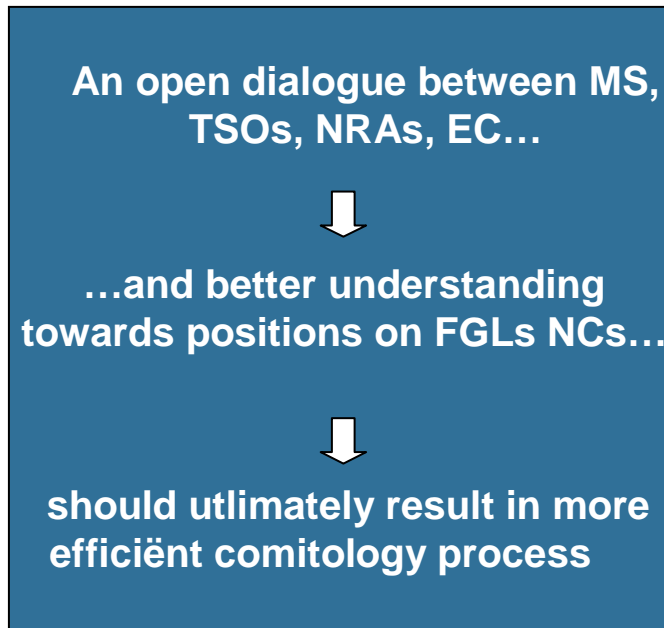 An open dialogue between MS,
TSOs, NRAs, EC…
…and better understanding
towards positions on FGLs NCs…
should utlimately result in more
efficiënt comitology process